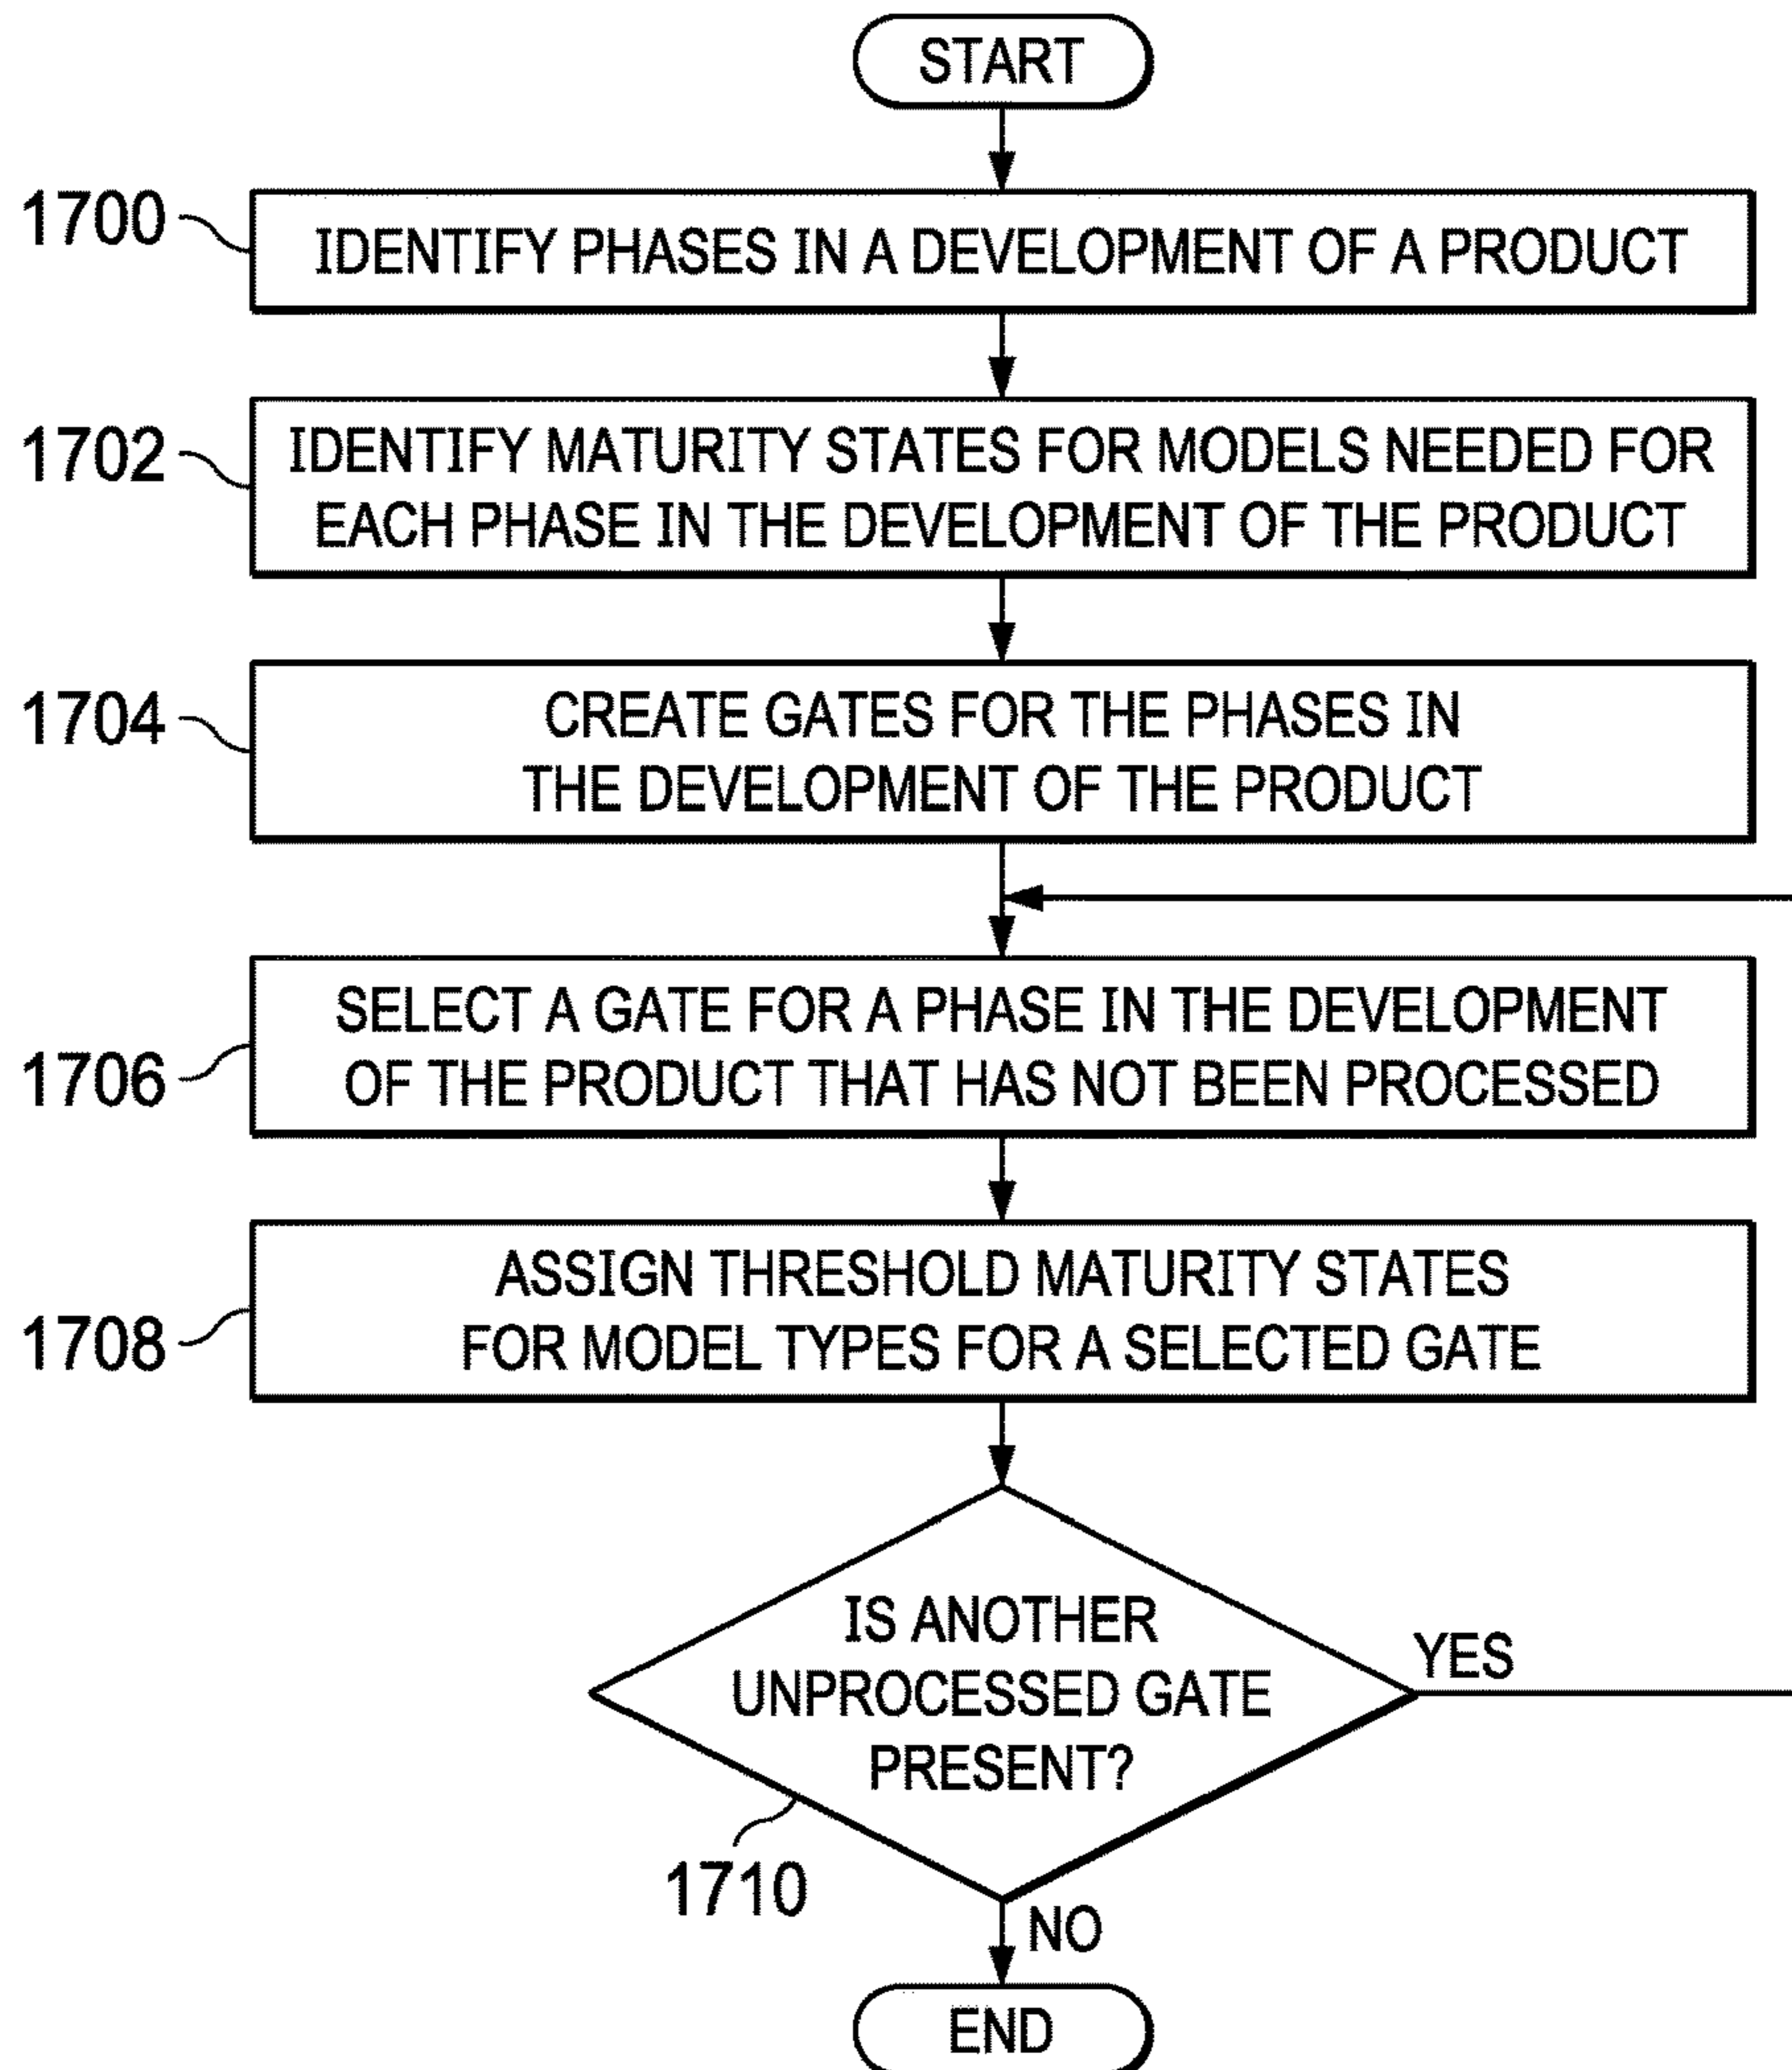 START
1700
IDENTIFY PHASES IN A DEVELOPMENT OF A PRODUCT
1702
IDENTIFY MATURITY STATES FOR MODELS NEEDED FOR
EACH PHASE IN THE DEVELOPMENT OF THE PRODUCT
1704
CREATE GATES FOR THE PHASES IN
THE DEVELOPMENT OF THE PRODUCT
1706
SELECT A GATE FOR A PHASE IN THE DEVELOPMENT
OF THE PRODUCT THAT HAS NOT BEEN PROCESSED
1708
ASSIGN THRESHOLD MATURITY STATES
FOR MODEL TYPES FOR A SELECTED GATE
IS ANOTHER
UNPROCESSED GATE
PRESENT?
YES
1710
NO
END